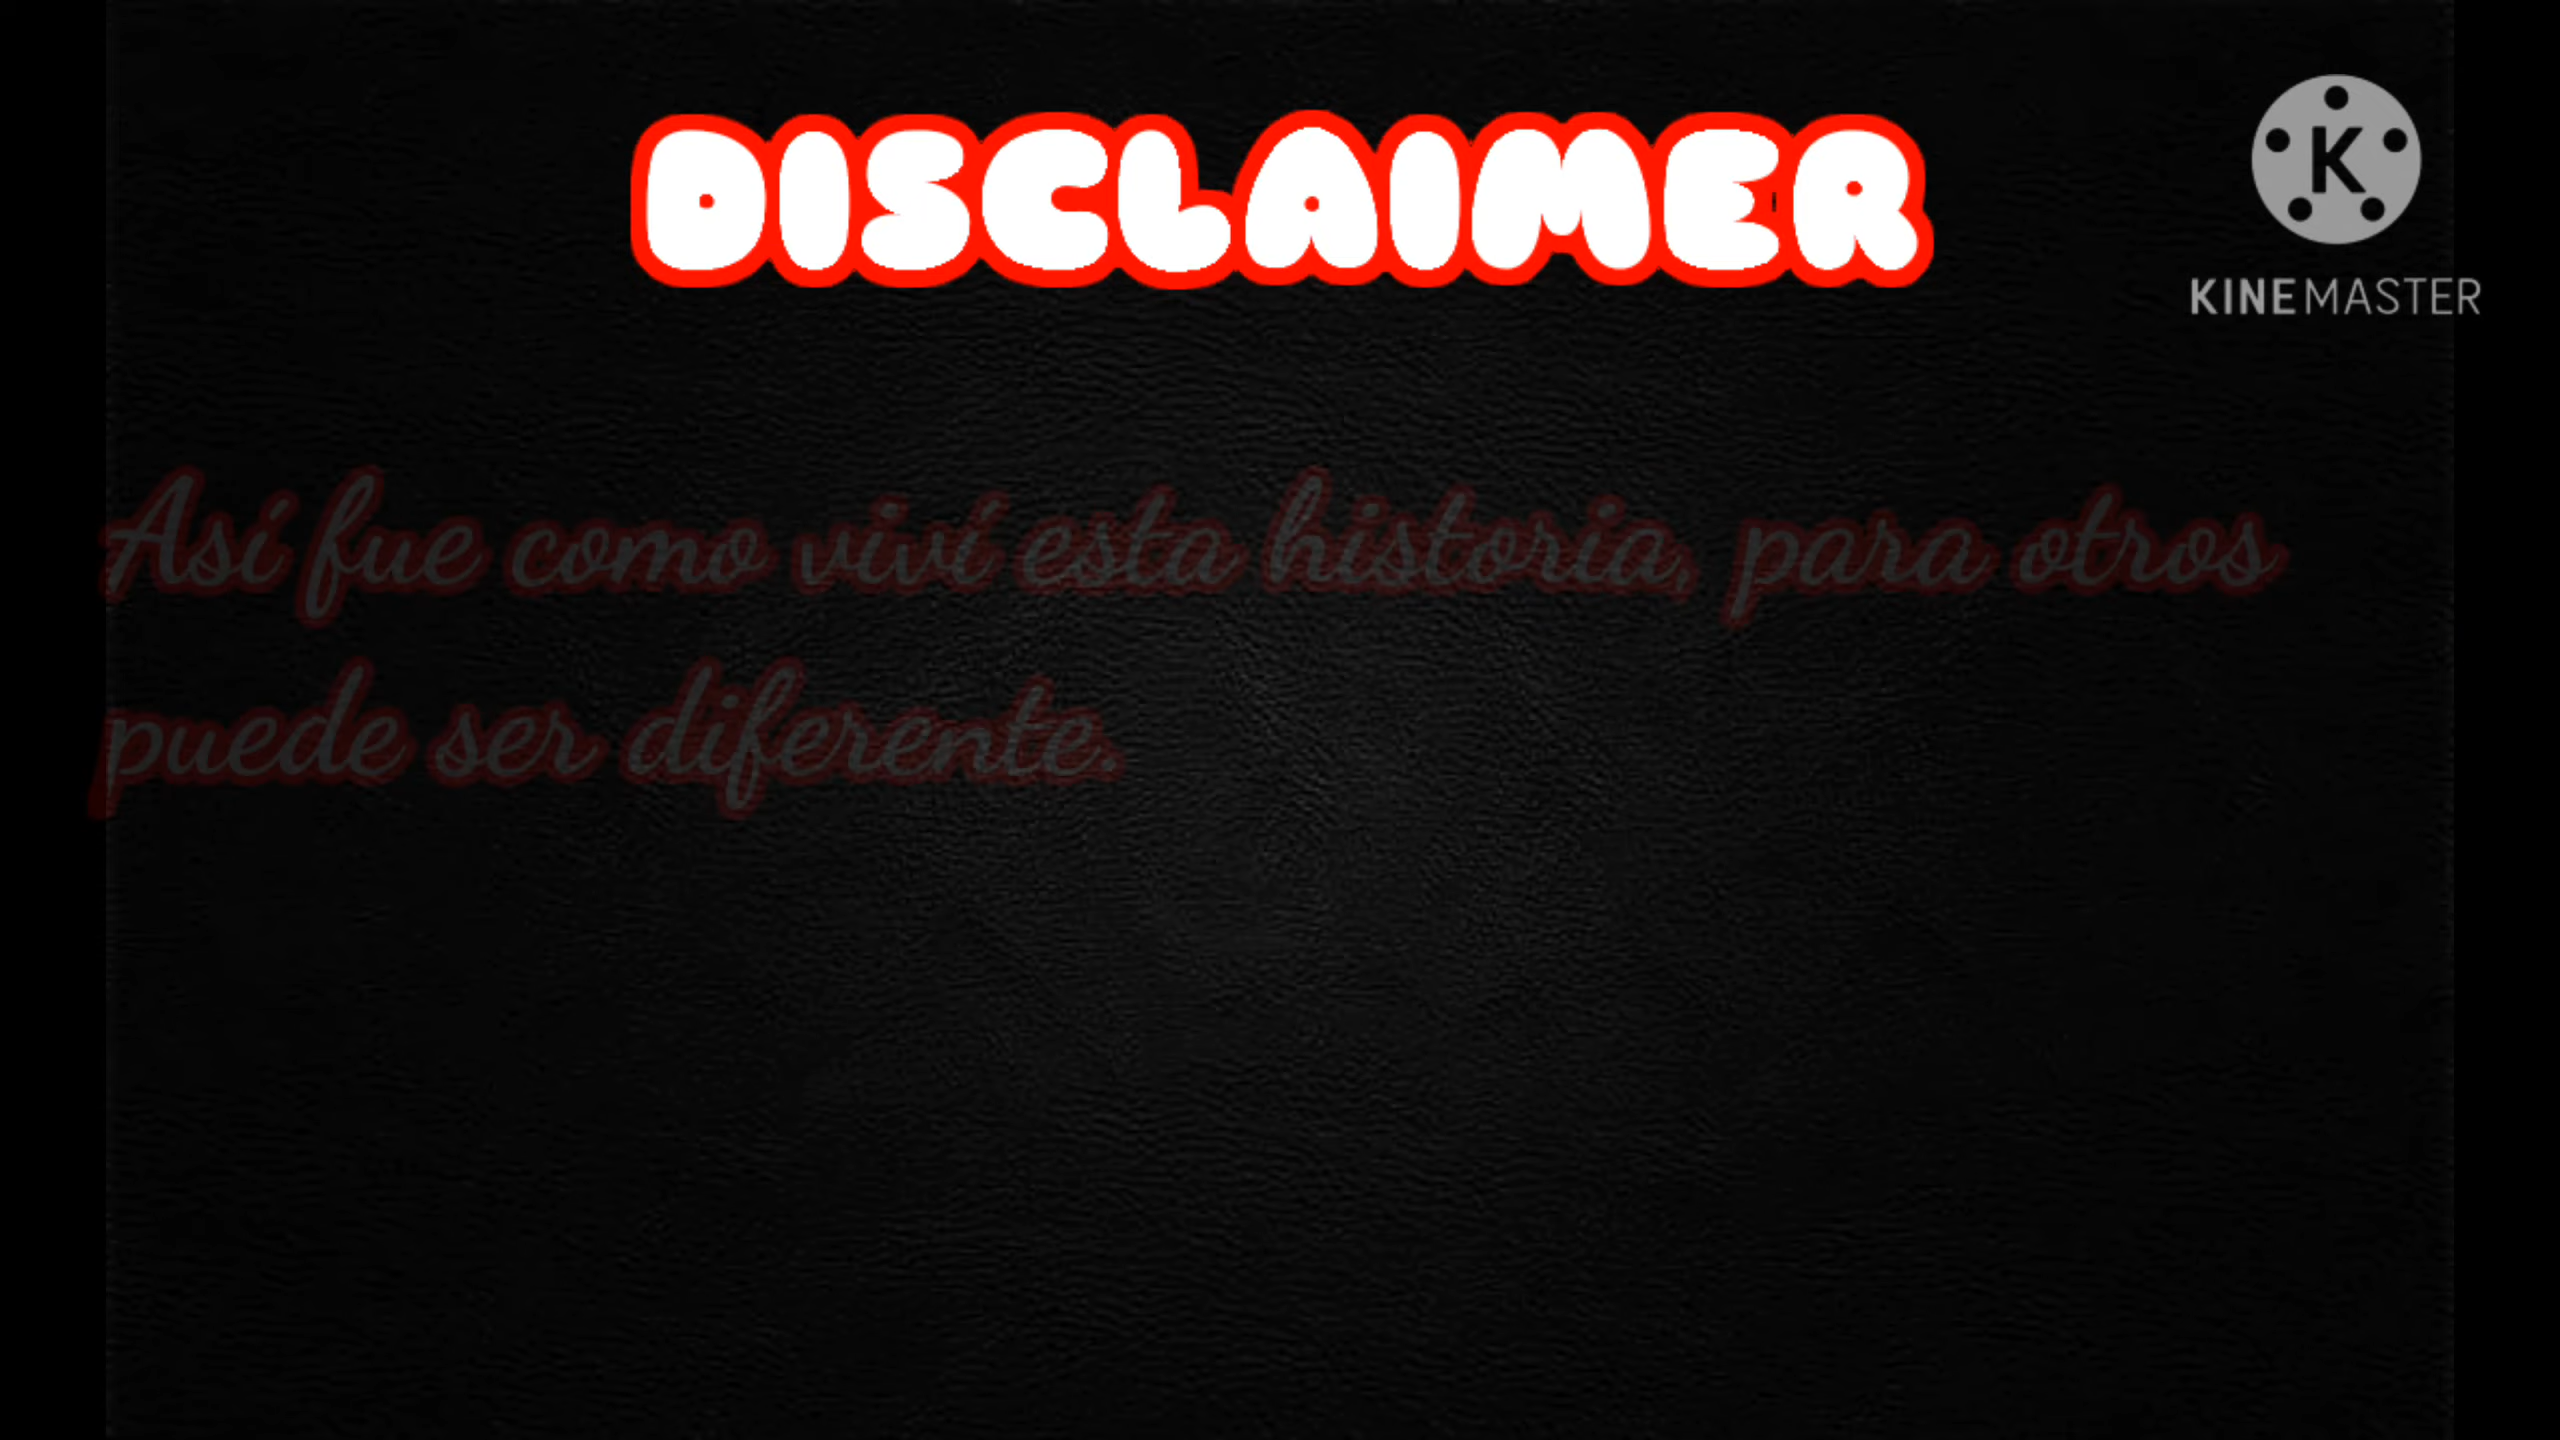 DISCLAIMER
K
KINEMASTER
Así fue como viví esta historia, para otros
puede ser diferente.